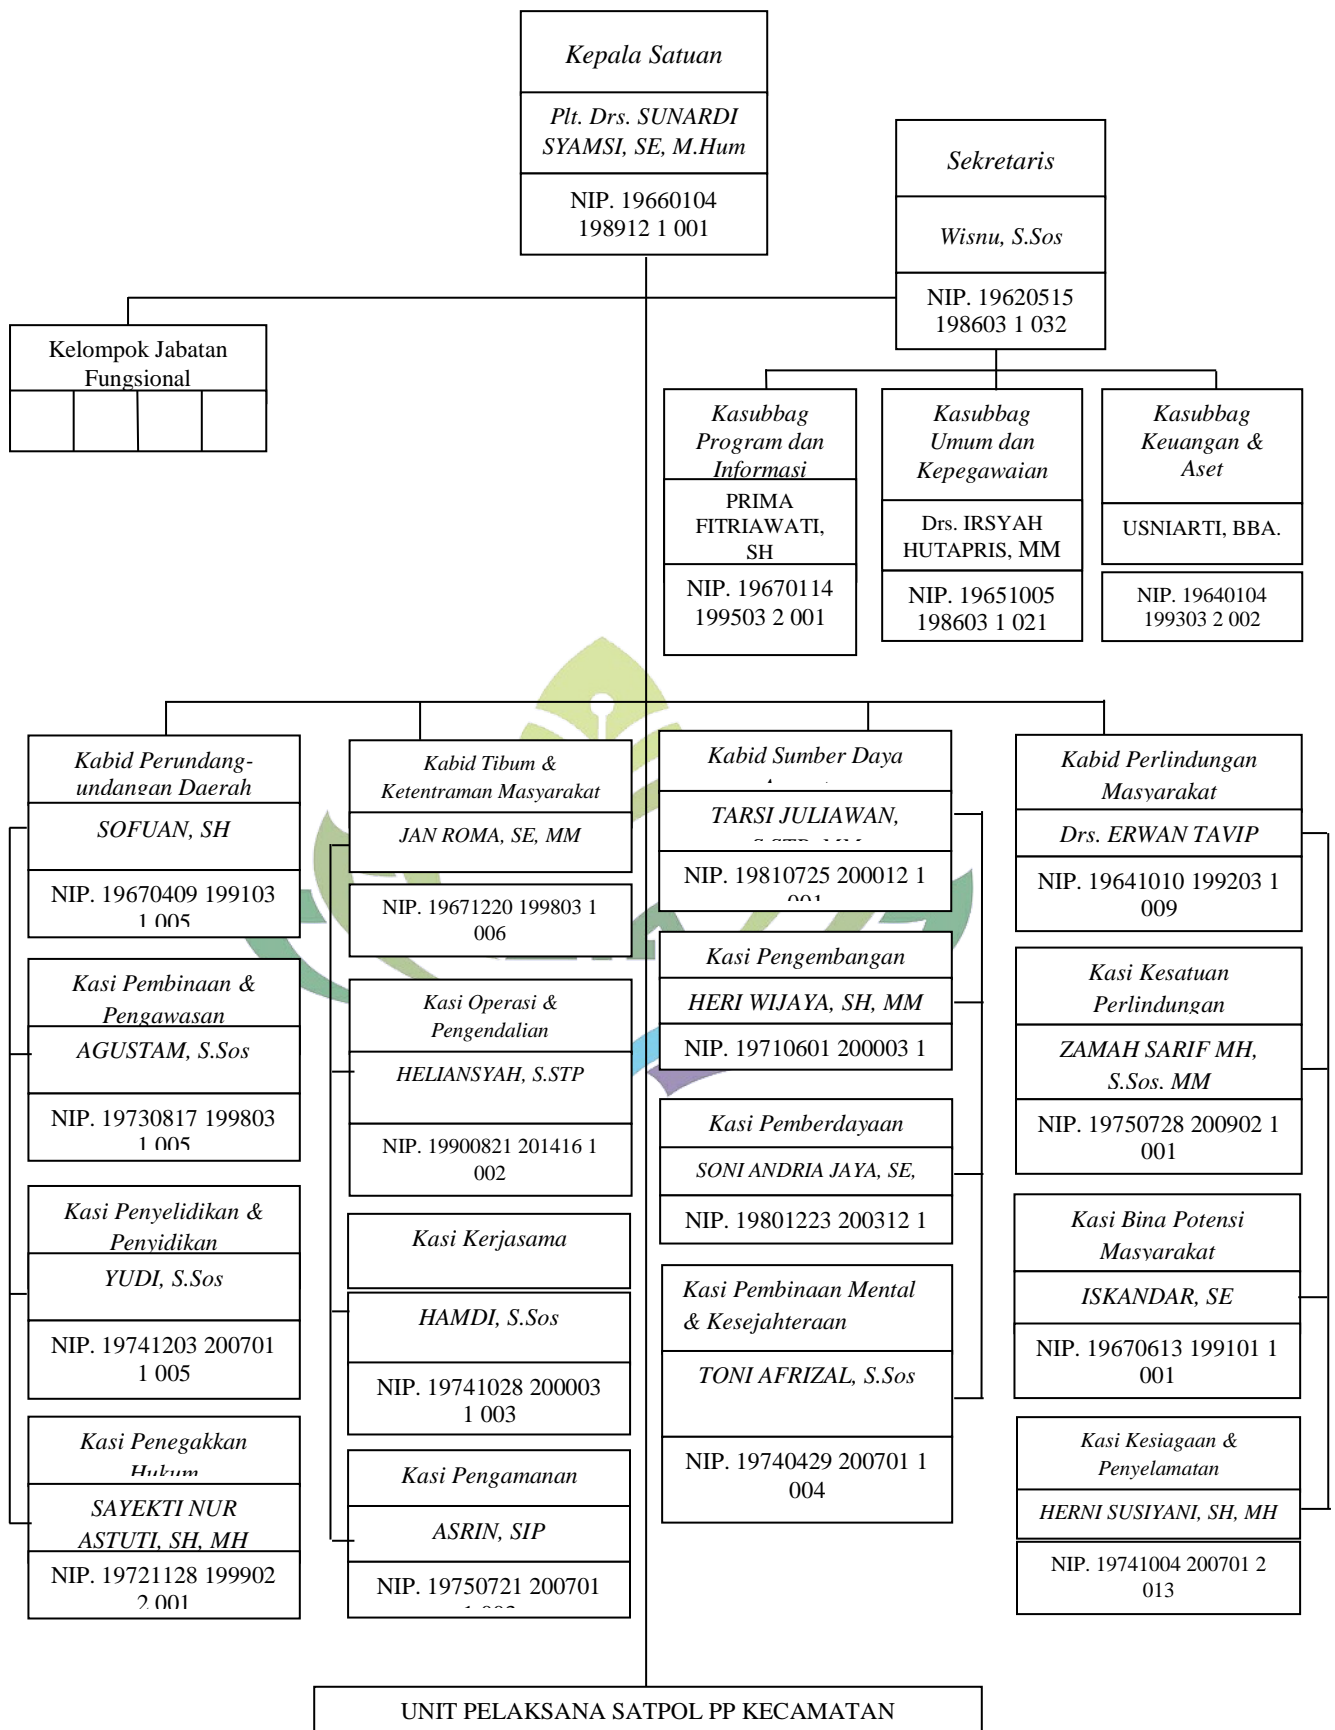 Kepala Satuan
Plt. Drs. SUNARDI
SYAMSI, SE, M.Hum
NIP. 19660104
198912 1 001
Sekretaris
Wisnu, S.Sos
NIP. 19620515
198603 1 032
Kelompok Jabatan
Fungsional
Kasubbag
Program dan
Informasi
PRIMA
FITRIAWATI,
SH
NIP. 19670114
199503 2 001
Kasubbag
Umum dan
Kepegawaian
Drs. IRSYAH
HUTAPRIS, MM
NIP. 19651005
198603 1 021
Kasubbag
Keuangan &
Aset
USNIARTI, BBA.
NIP. 19640104
199303 2 002
Kabid Perundang-
undangan Daerah
SOFUAN, SH
NIP. 19670409 199103
1 005
Kasi Pembinaan &
Pengawasan
AGUSTAM, S.Sos
NIP. 19730817 199803
1 005
Kasi Penyelidikan &
Penyidikan
YUDI, S.Sos
NIP. 19741203 200701
1 005
Kasi Penegakkan
Hukum
SAYEKTI NUR
ASTUTI, SH, MH
NIP. 19721128 199902
2 001
Kabid Tibum &
Ketentraman Masyarakat
JAN ROMA, SE, MM
NIP. 19671220 199803 1
006
Kasi Operasi &
Pengendalian
HELIANSYAH, S.STP
NIP. 19900821 201416 1
002
Kasi Kerjasama
HAMDI, S.Sos
NIP. 19741028 200003
1 003
Kasi Pengamanan
ASRIN, SIP
NIP. 19750721 200701
Kabid Sumber Daya
TARSI JULIAWAN,
S.STP, MM
NIP. 19810725 200012 1
001
Kasi Pengembangan
HERI WIJAYA, SH, MM
NIP. 19710601 200003 1
Kasi Pemberdayaan
SONI ANDRIA JAYA, SE,
NIP. 19801223 200312 1
Kasi Pembinaan Mental
& Kesejahteraan
TONI AFRIZAL, S.Sos
NIP. 19740429 200701 1
004
Kabid Perlindungan
Masyarakat
Drs. ERWAN TAVIP
NIP. 19641010 199203 1
009
Kasi Kesatuan
Perlindungan
ZAMAH SARIF MH,
S.Sos. MM
NIP. 19750728 200902 1
001
Kasi Bina Potensi
Masyarakat
ISKANDAR, SE
NIP. 19670613 199101 1
001
Kasi Kesiagaan &
Penyelamatan
HERNI SUSIYANI, SH, MH
NIP. 19741004 200701 2
013
UNIT PELAKSANA SATPOL PP KECAMATAN